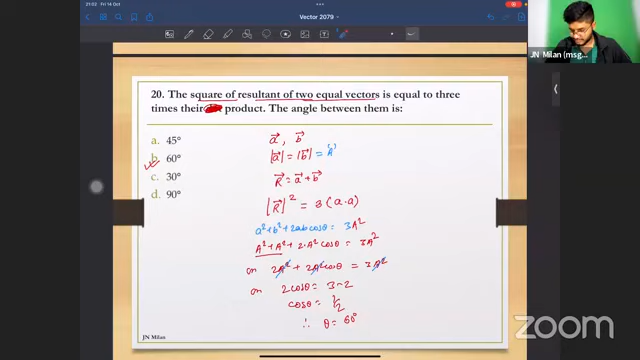 21:02 Fri 14 Oct
Vector 2079
JN Milan (msg...
20. The square of resultant of two equal vectors is equal to three
times their product. The angle between them is:
a. 45°
b. 60°
c. 30°
d. 90°
a⃗ , b⃗
|a⃗| = |b⃗| = 'A'
R⃗ = a⃗ + b⃗
|R⃗|² = 3 (a·a)
a² + b² + 2ab cosθ = 3A²
A² + A² + 2·A² cosθ = 3A²
or 2A² + 2A² cosθ = 3A²
or 2cosθ = 3-2
cosθ = 1/2
∴ θ = 60°
JN Milan
zoom